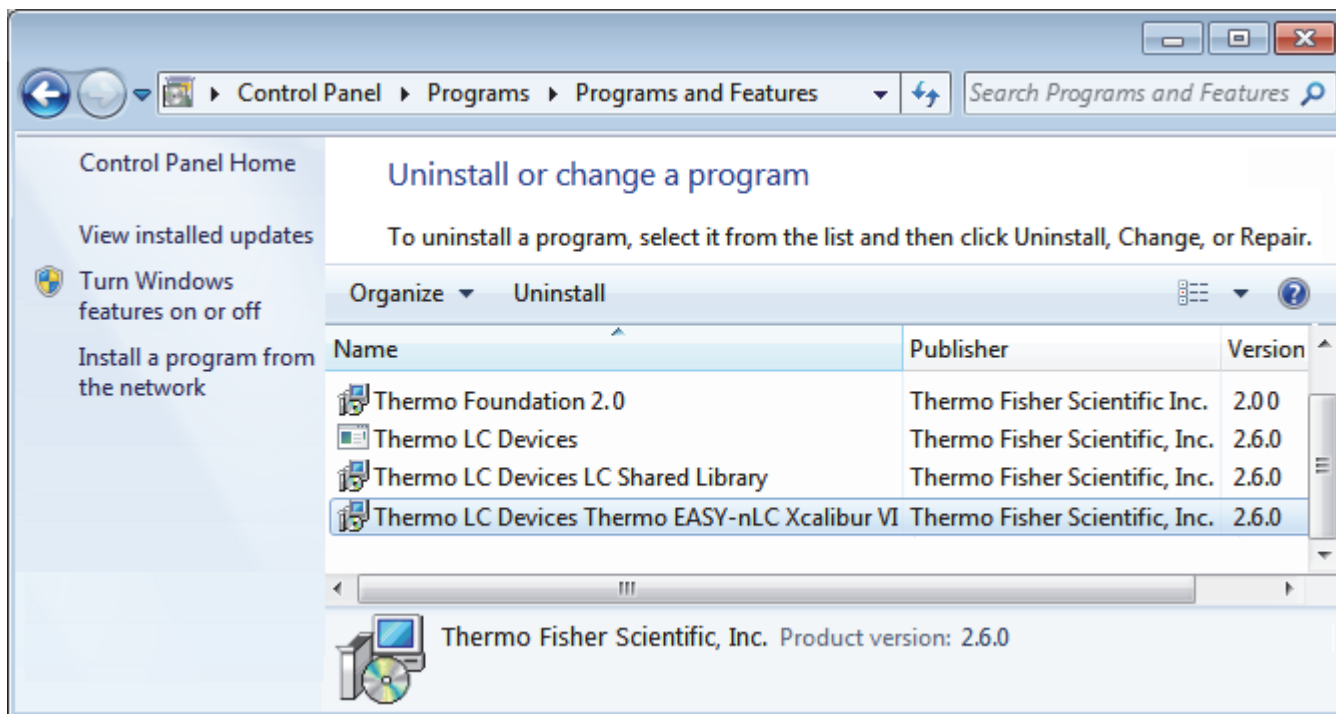 Control Panel Programs Programs and Features Search Programs and Features
Control Panel Home
View installed updates
Turn Windows
features on or off
Install a program from
the network
Uninstall or change a program
To uninstall a program, select it from the list and then click Uninstall, Change, or Repair.
Organize Uninstall
Name Publisher Version
Thermo Foundation 2.0 Thermo Fisher Scientific Inc. 2.0 0
Thermo LC Devices Thermo Fisher Scientific, Inc. 2.6.0
Thermo LC Devices LC Shared Library Thermo Fisher Scientific, Inc. 2.6.0
Thermo LC Devices Thermo EASY-nLC Xcalibur VI Thermo Fisher Scientific, Inc. 2.6.0
Thermo Fisher Scientific, Inc. Product version: 2.6.0